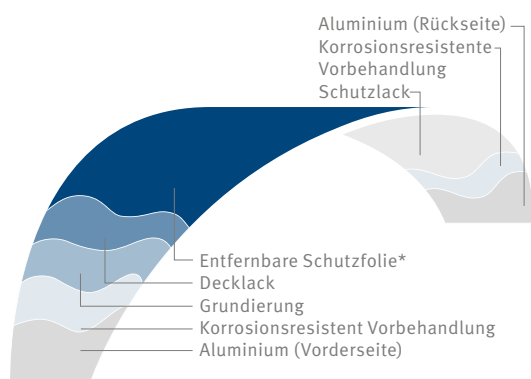 Aluminium (Rückseite)
Korrosionsresistente
Vorbehandlung
Schutzlack
Entfernbare Schutzfolie*
Decklack
Grundierung
Korrosionsresistent Vorbehandlung
Aluminium (Vorderseite)